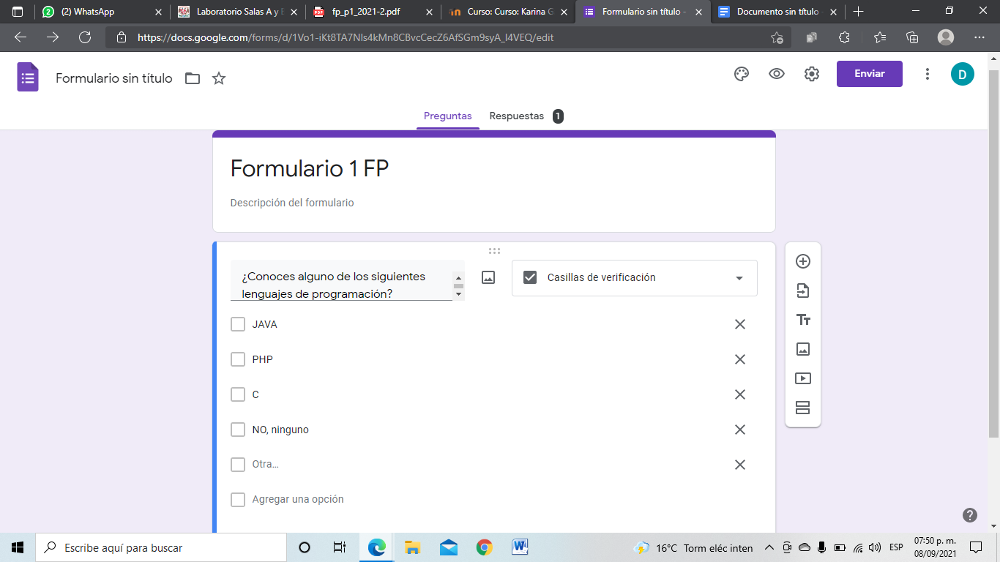 (2) WhatsApp
Laboratorio Salas A y B
fp_p1_2021-2.pdf
Curso: Curso: Karina G
Formulario sin título -
Documento sin título -
https://docs.google.com/forms/d/1Vo1-iKt8TA7NIs4kMn8CBvcCecZ6AfSGm9syA_I4VEQ/edit
Formulario sin título
Enviar
D
Preguntas
Respuestas 1
Formulario 1 FP
Descripción del formulario
¿Conoces alguno de los siguientes
lenguajes de programación?
Casillas de verificación
JAVA
PHP
C
NO, ninguno
Otra...
Agregar una opción
Escribe aquí para buscar
16°C Torm eléc inten
ESP
07:50 p. m.
08/09/2021